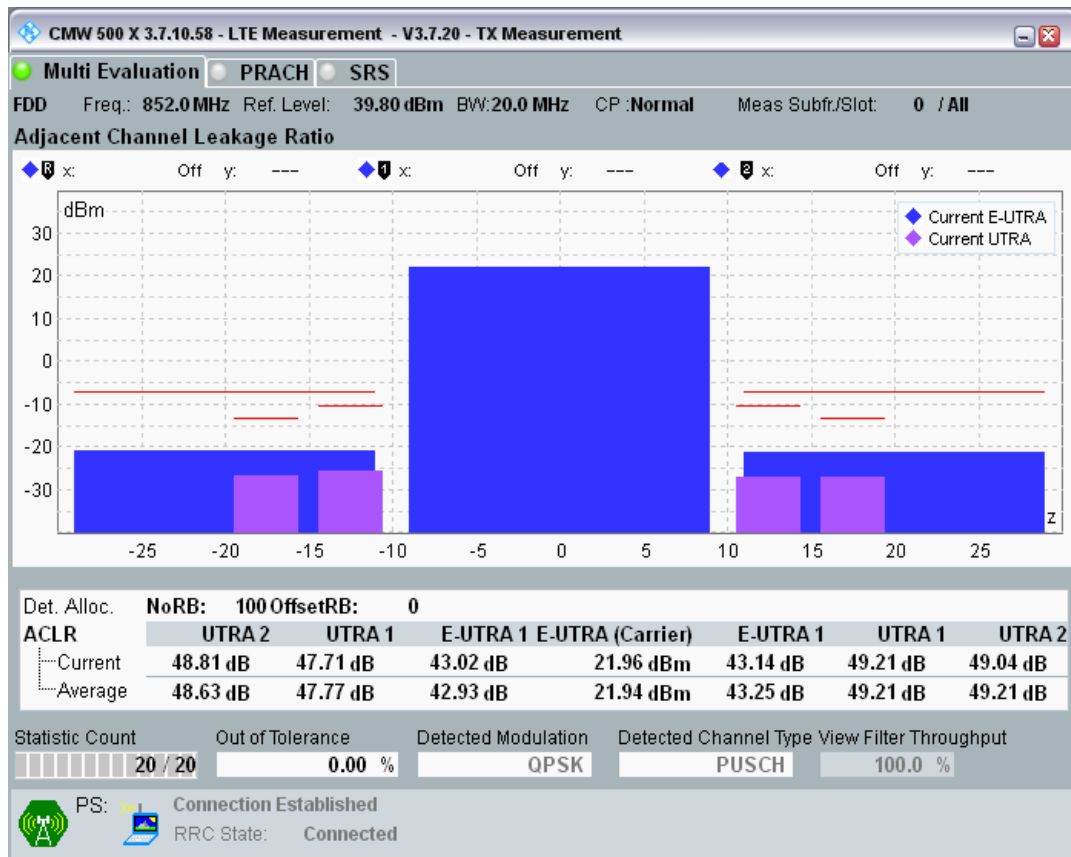 CMW 500 X 3.7.10.58 - LTE Measurement - V3.7.20 - TX Measurement
Multi Evaluation PRACH SRS
FDD Freq.: 852.0 MHz Ref. Level: 39.80 dBm BW:20.0 MHz CP :Normal Meas Subfr./Slot: 0 / All
Adjacent Channel Leakage Ratio
R x: Off y: --- 1 x: Off y: --- 2 x: Off y: ---
dBm
Current E-UTRA
Current UTRA
30
20
10
0
-10
-20
-30
z
-25 -20 -15 -10 -5 0 5 10 15 20 25
Det. Alloc. NoRB: 100 OffsetRB: 0
ACLR UTRA 2 UTRA 1 E-UTRA 1 E-UTRA (Carrier) E-UTRA 1 UTRA 1 UTRA 2
Current 48.81 dB 47.71 dB 43.02 dB 21.96 dBm 43.14 dB 49.21 dB 49.04 dB
Average 48.63 dB 47.77 dB 42.93 dB 21.94 dBm 43.25 dB 49.21 dB 49.21 dB
Statistic Count Out of Tolerance Detected Modulation Detected Channel Type View Filter Throughput
20 / 20 0.00 % QPSK PUSCH 100.0 %
PS: Connection Established
RRC State: Connected